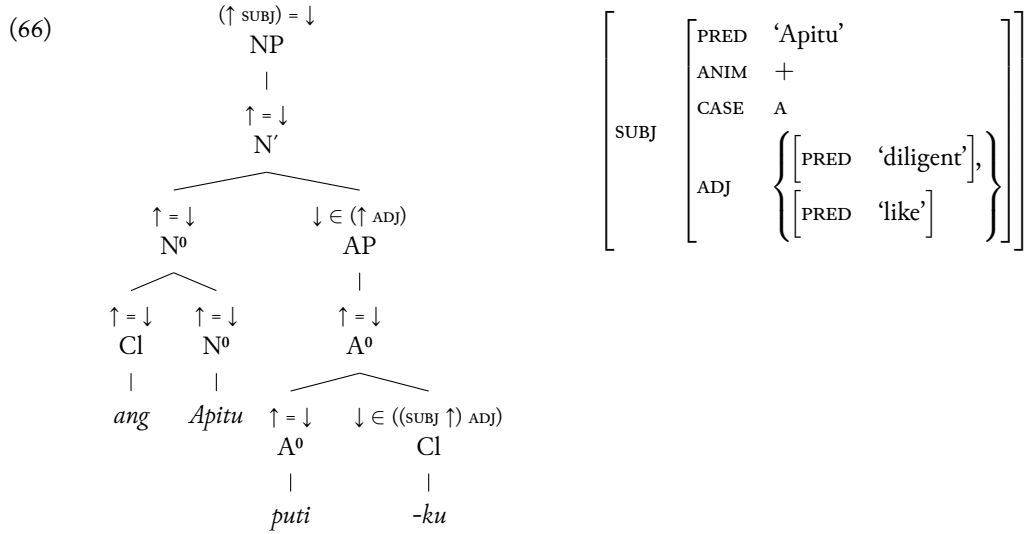 (66)
(↑ SUBJ) = ↓
NP
↑ = ↓
N′
↑ = ↓ ↓ ∈ (↑ ADJ)
N⁰ AP
↑ = ↓ ↑ = ↓ ↑ = ↓
Cl N⁰ A⁰
ang Apitu ↑ = ↓ ↓ ∈ ((SUBJ ↑) ADJ)
A⁰ Cl
puti -ku
PRED ‘Apitu’
ANIM +
CASE A
SUBJ
ADJ { [PRED ‘diligent’],
[PRED ‘like’] }